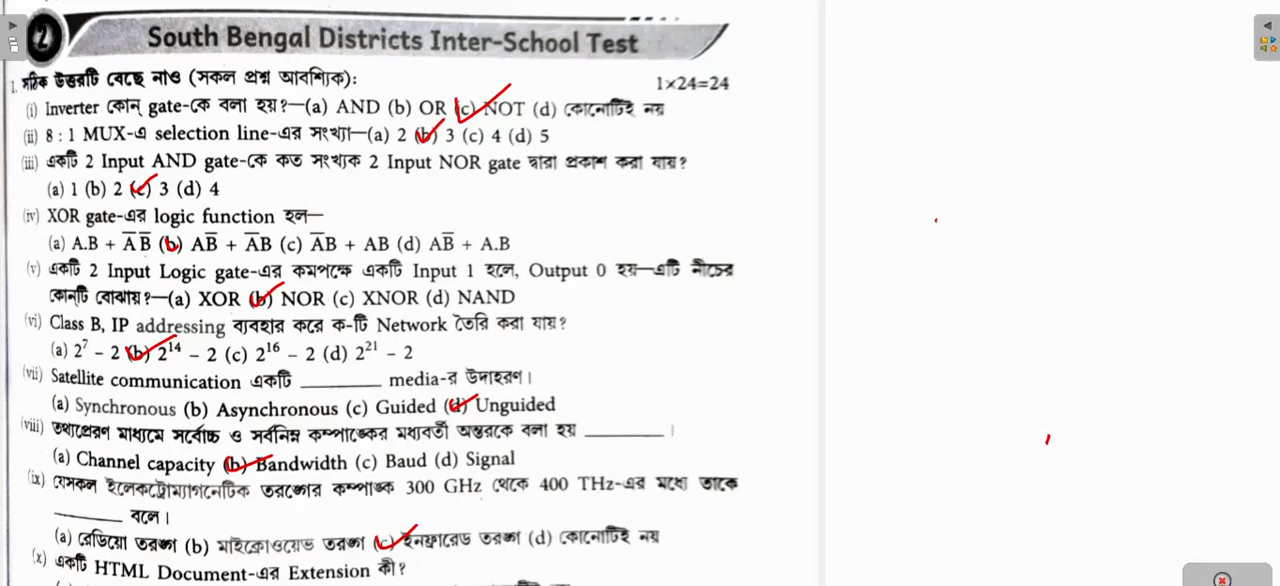 2 South Bengal Districts Inter-School Test
1. সঠিক উত্তরটি বেছে নাও (সকল প্রশ্ন আবশ্যিক): 1×24=24
(i) Inverter কোন্ gate-কে বলা হয়?—(a) AND (b) OR (c) NOT (d) কোনোটিই নয়
(ii) 8 : 1 MUX-এ selection line-এর সংখ্যা—(a) 2 (b) 3 (c) 4 (d) 5
(iii) একটি 2 Input AND gate-কে কত সংখ্যক 2 Input NOR gate দ্বারা প্রকাশ করা যায়?
(a) 1 (b) 2 (c) 3 (d) 4
(iv) XOR gate-এর logic function হল—
(a) A.B + A̅ B̅ (b) AB̅ + A̅B (c) A̅B + AB (d) AB̅ + A.B
(v) একটি 2 Input Logic gate-এর কমপক্ষে একটি Input 1 হলে, Output 0 হয়—এটি নীচের
কোন্‌টি বোঝায়?—(a) XOR (b) NOR (c) XNOR (d) NAND
(vi) Class B, IP addressing ব্যবহার করে ক-টি Network তৈরি করা যায়?
(a) 2⁷ − 2 (b) 2¹⁴ − 2 (c) 2¹⁶ − 2 (d) 2²¹ − 2
(vii) Satellite communication একটি ________ media-র উদাহরণ।
(a) Synchronous (b) Asynchronous (c) Guided (d) Unguided
(viii) তথ্যপ্রেরণ মাধ্যমে সর্বোচ্চ ও সর্বনিম্ন কম্পাঙ্কের মধ্যবর্তী অন্তরকে বলা হয় ________ ।
(a) Channel capacity (b) Bandwidth (c) Baud (d) Signal
(ix) যেসকল ইলেকট্রোম্যাগনেটিক তরঙ্গের কম্পাঙ্ক 300 GHz থেকে 400 THz-এর মধ্যে তাকে
________ বলে।
(a) রেডিয়ো তরঙ্গ (b) মাইক্রোওয়েভ তরঙ্গ (c) ইনফ্রারেড তরঙ্গ (d) কোনোটিই নয়
(x) একটি HTML Document-এর Extension কী?